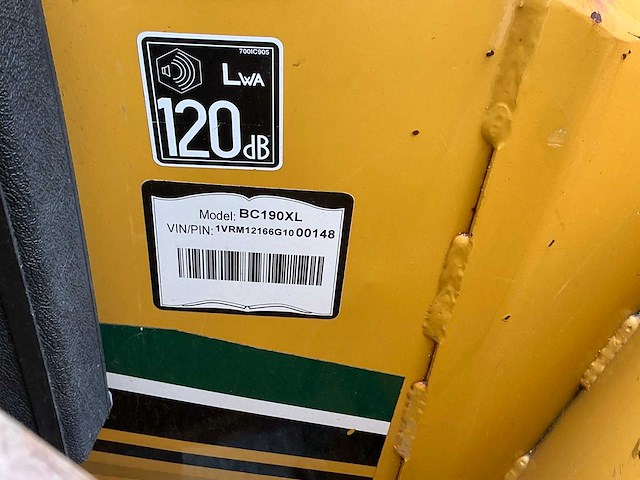 700IC905
LWA
120dB
Model: BC190XL
VIN/PIN: 1VRM12166G1000148